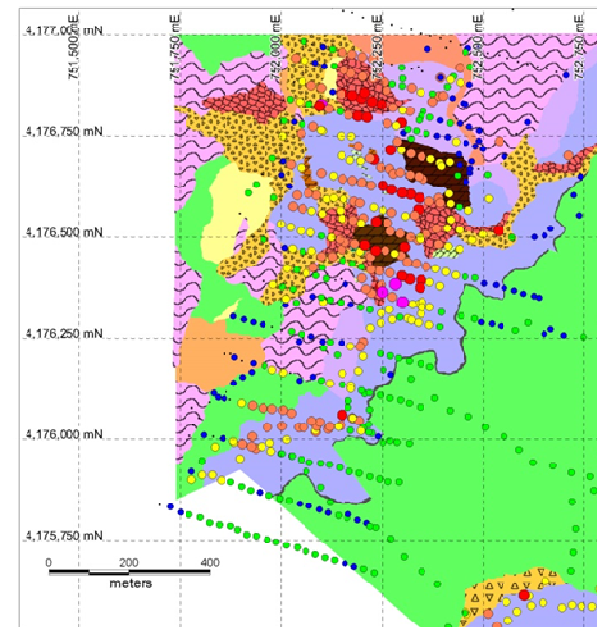 751,500 mE
751,750 mE
752,000 mE
752,250 mE
752,500 mE
752,750 mE
4,177,000 mN
4,176,750 mN
4,176,500 mN
4,176,250 mN
4,176,000 mN
4,175,750 mN
0 200 400
meters